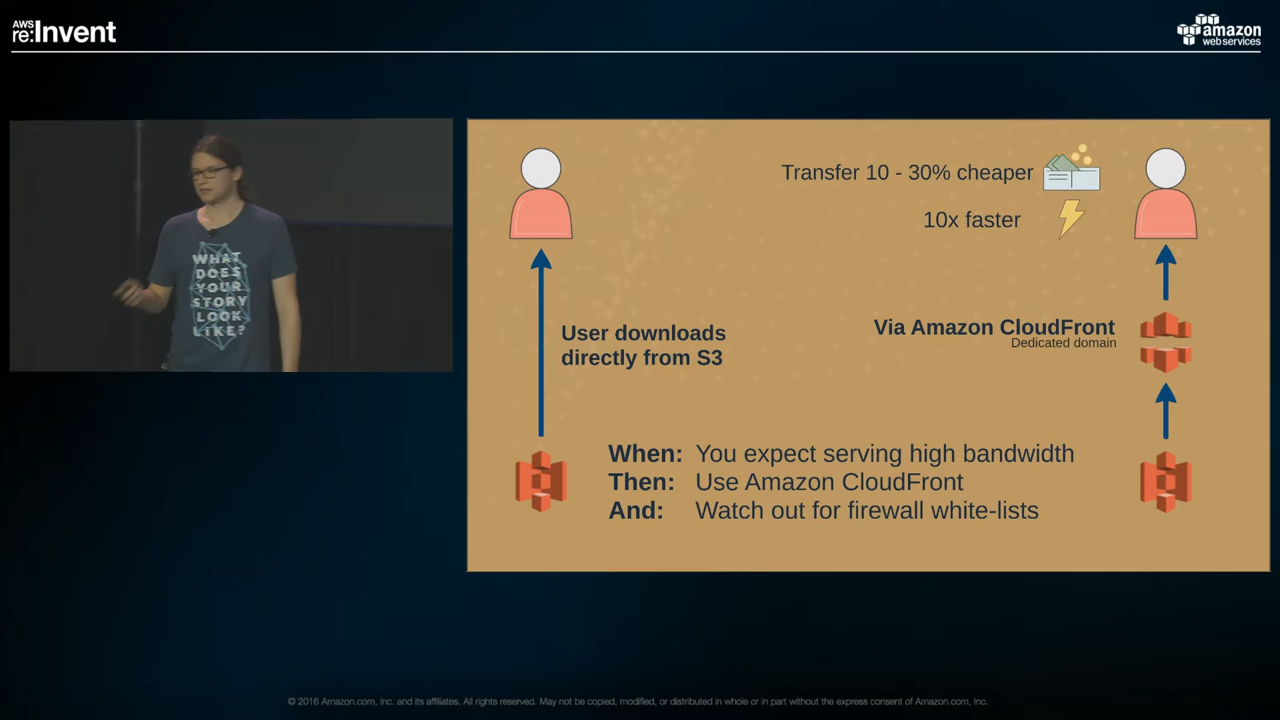 AWS
re:Invent
amazon
webservices
WHAT
DOES
YOUR
STORY
LOOK
LIKE?
Transfer 10 - 30% cheaper
10x faster
User downloads
directly from S3
Via Amazon CloudFront
Dedicated domain
When: You expect serving high bandwidth
Then: Use Amazon CloudFront
And: Watch out for firewall white-lists
© 2016 Amazon.com, Inc. and its affiliates. All rights reserved. May not be copied, modified, or distributed in whole or in part without the express consent of Amazon.com, Inc.